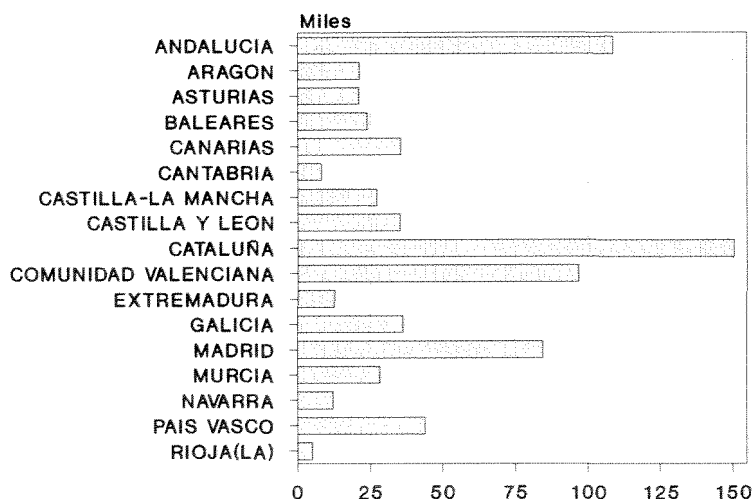 Miles
ANDALUCIA
ARAGON
ASTURIAS
BALEARES
CANARIAS
CANTABRIA
CASTILLA-LA MANCHA
CASTILLA Y LEON
CATALUÑA
COMUNIDAD VALENCIANA
EXTREMADURA
GALICIA
MADRID
MURCIA
NAVARRA
PAIS VASCO
RIOJA(LA)
0 25 50 75 100 125 150